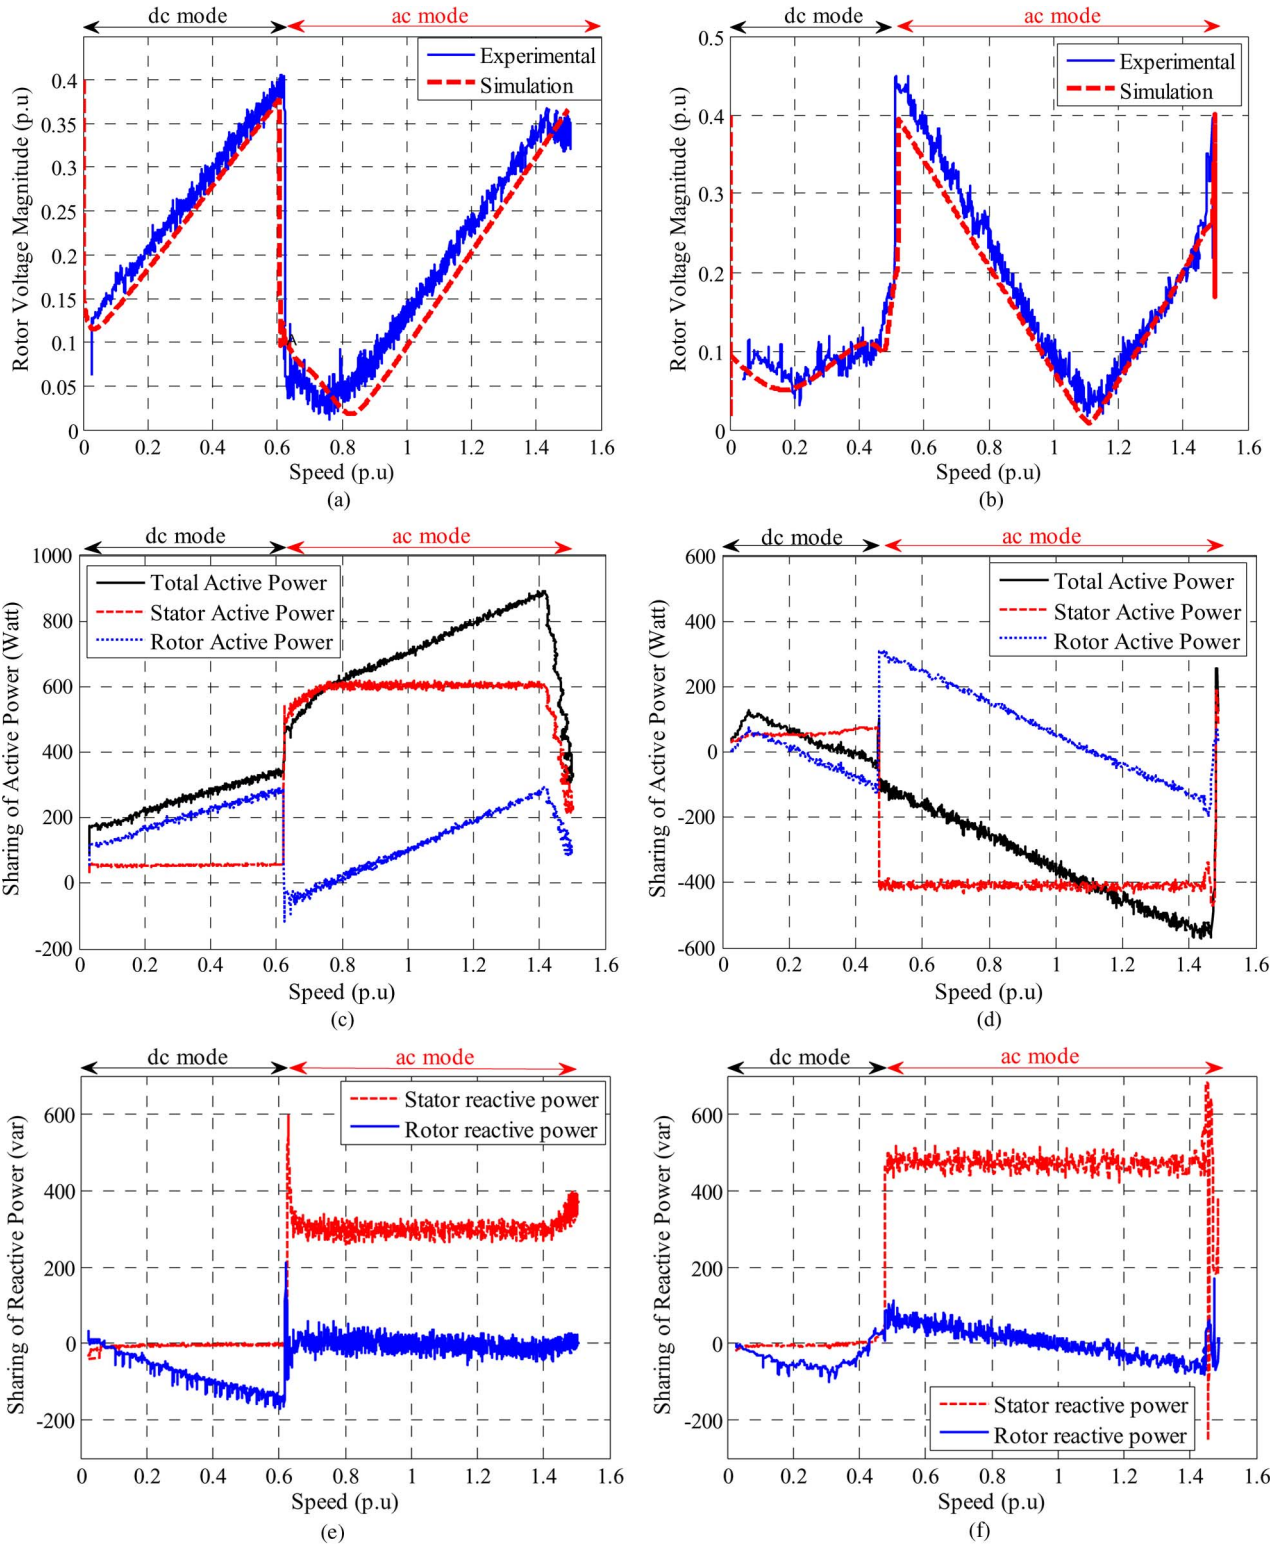 dc mode
ac mode
Rotor Voltage Magnitude (p.u)
Experimental
Simulation
0.4
0.35
0.3
0.25
0.2
0.15
0.1
0.05
0
A
0 0.2 0.4 0.6 0.8 1 1.2 1.4 1.6
Speed (p.u)
(a)
dc mode
ac mode
Rotor Voltage Magnitude (p.u)
Experimental
Simulation
0.5
0.4
0.3
0.2
0.1
0
0 0.2 0.4 0.6 0.8 1 1.2 1.4 1.6
Speed (p.u)
(b)
dc mode
ac mode
Sharing of Active Power (Watt)
Total Active Power
Stator Active Power
Rotor Active Power
1000
800
600
400
200
0
-200
0 0.2 0.4 0.6 0.8 1 1.2 1.4 1.6
Speed (p.u)
(c)
dc mode
ac mode
Sharing of Active Power (Watt)
Total Active Power
Stator Active Power
Rotor Active Power
600
400
200
0
-200
-400
-600
0 0.2 0.4 0.6 0.8 1 1.2 1.4 1.6
Speed (p.u)
(d)
dc mode
ac mode
Sharing of Reactive Power (var)
Stator reactive power
Rotor reactive power
600
400
200
0
-200
0 0.2 0.4 0.6 0.8 1 1.2 1.4 1.6
Speed (p.u)
(e)
dc mode
ac mode
Sharing of Reactive Power (var)
600
400
200
0
-200
Stator reactive power
Rotor reactive power
0 0.2 0.4 0.6 0.8 1 1.2 1.4 1.6
Speed (p.u)
(f)